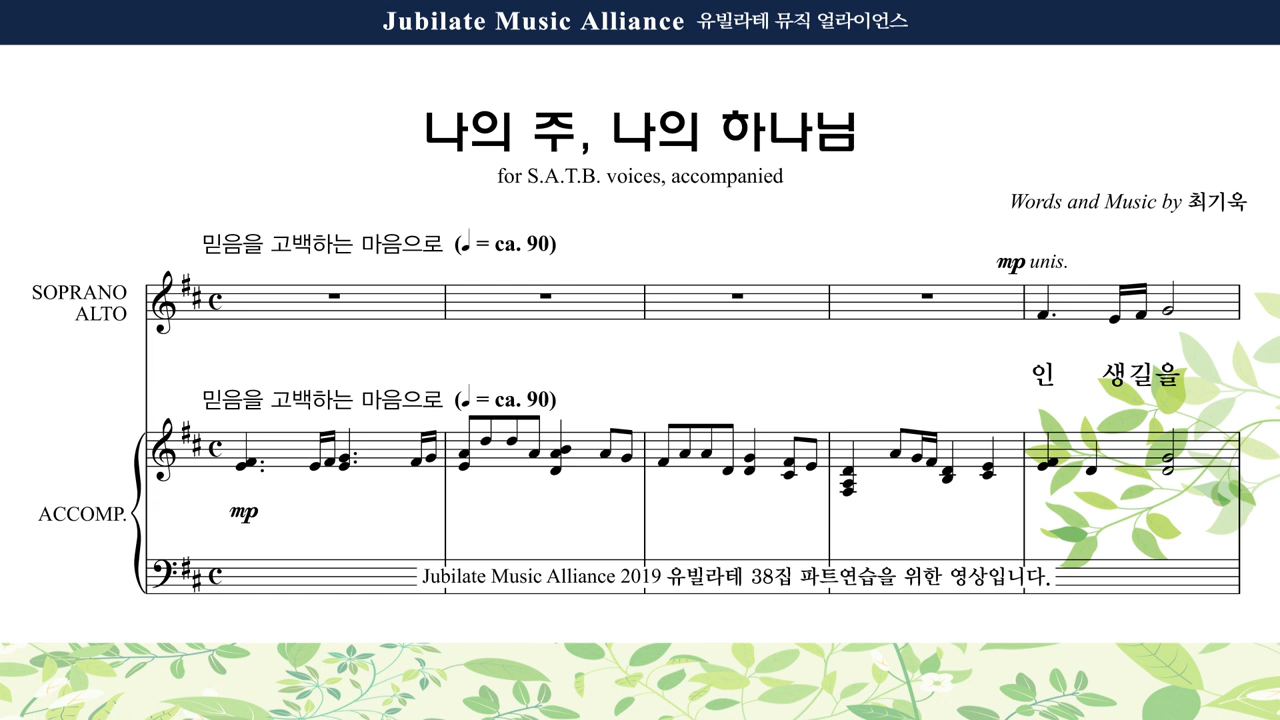 Jubilate Music Alliance 유빌라테 뮤직 얼라이언스
나의 주, 나의 하나님
for S.A.T.B. voices, accompanied
Words and Music by 최기욱
믿음을 고백하는 마음으로 (♩ = ca. 90)
mp unis.
SOPRANO
ALTO
인 생길을
믿음을 고백하는 마음으로 (♩ = ca. 90)
mp
ACCOMP.
Jubilate Music Alliance 2019 유빌라테 38집 파트연습을 위한 영상입니다.